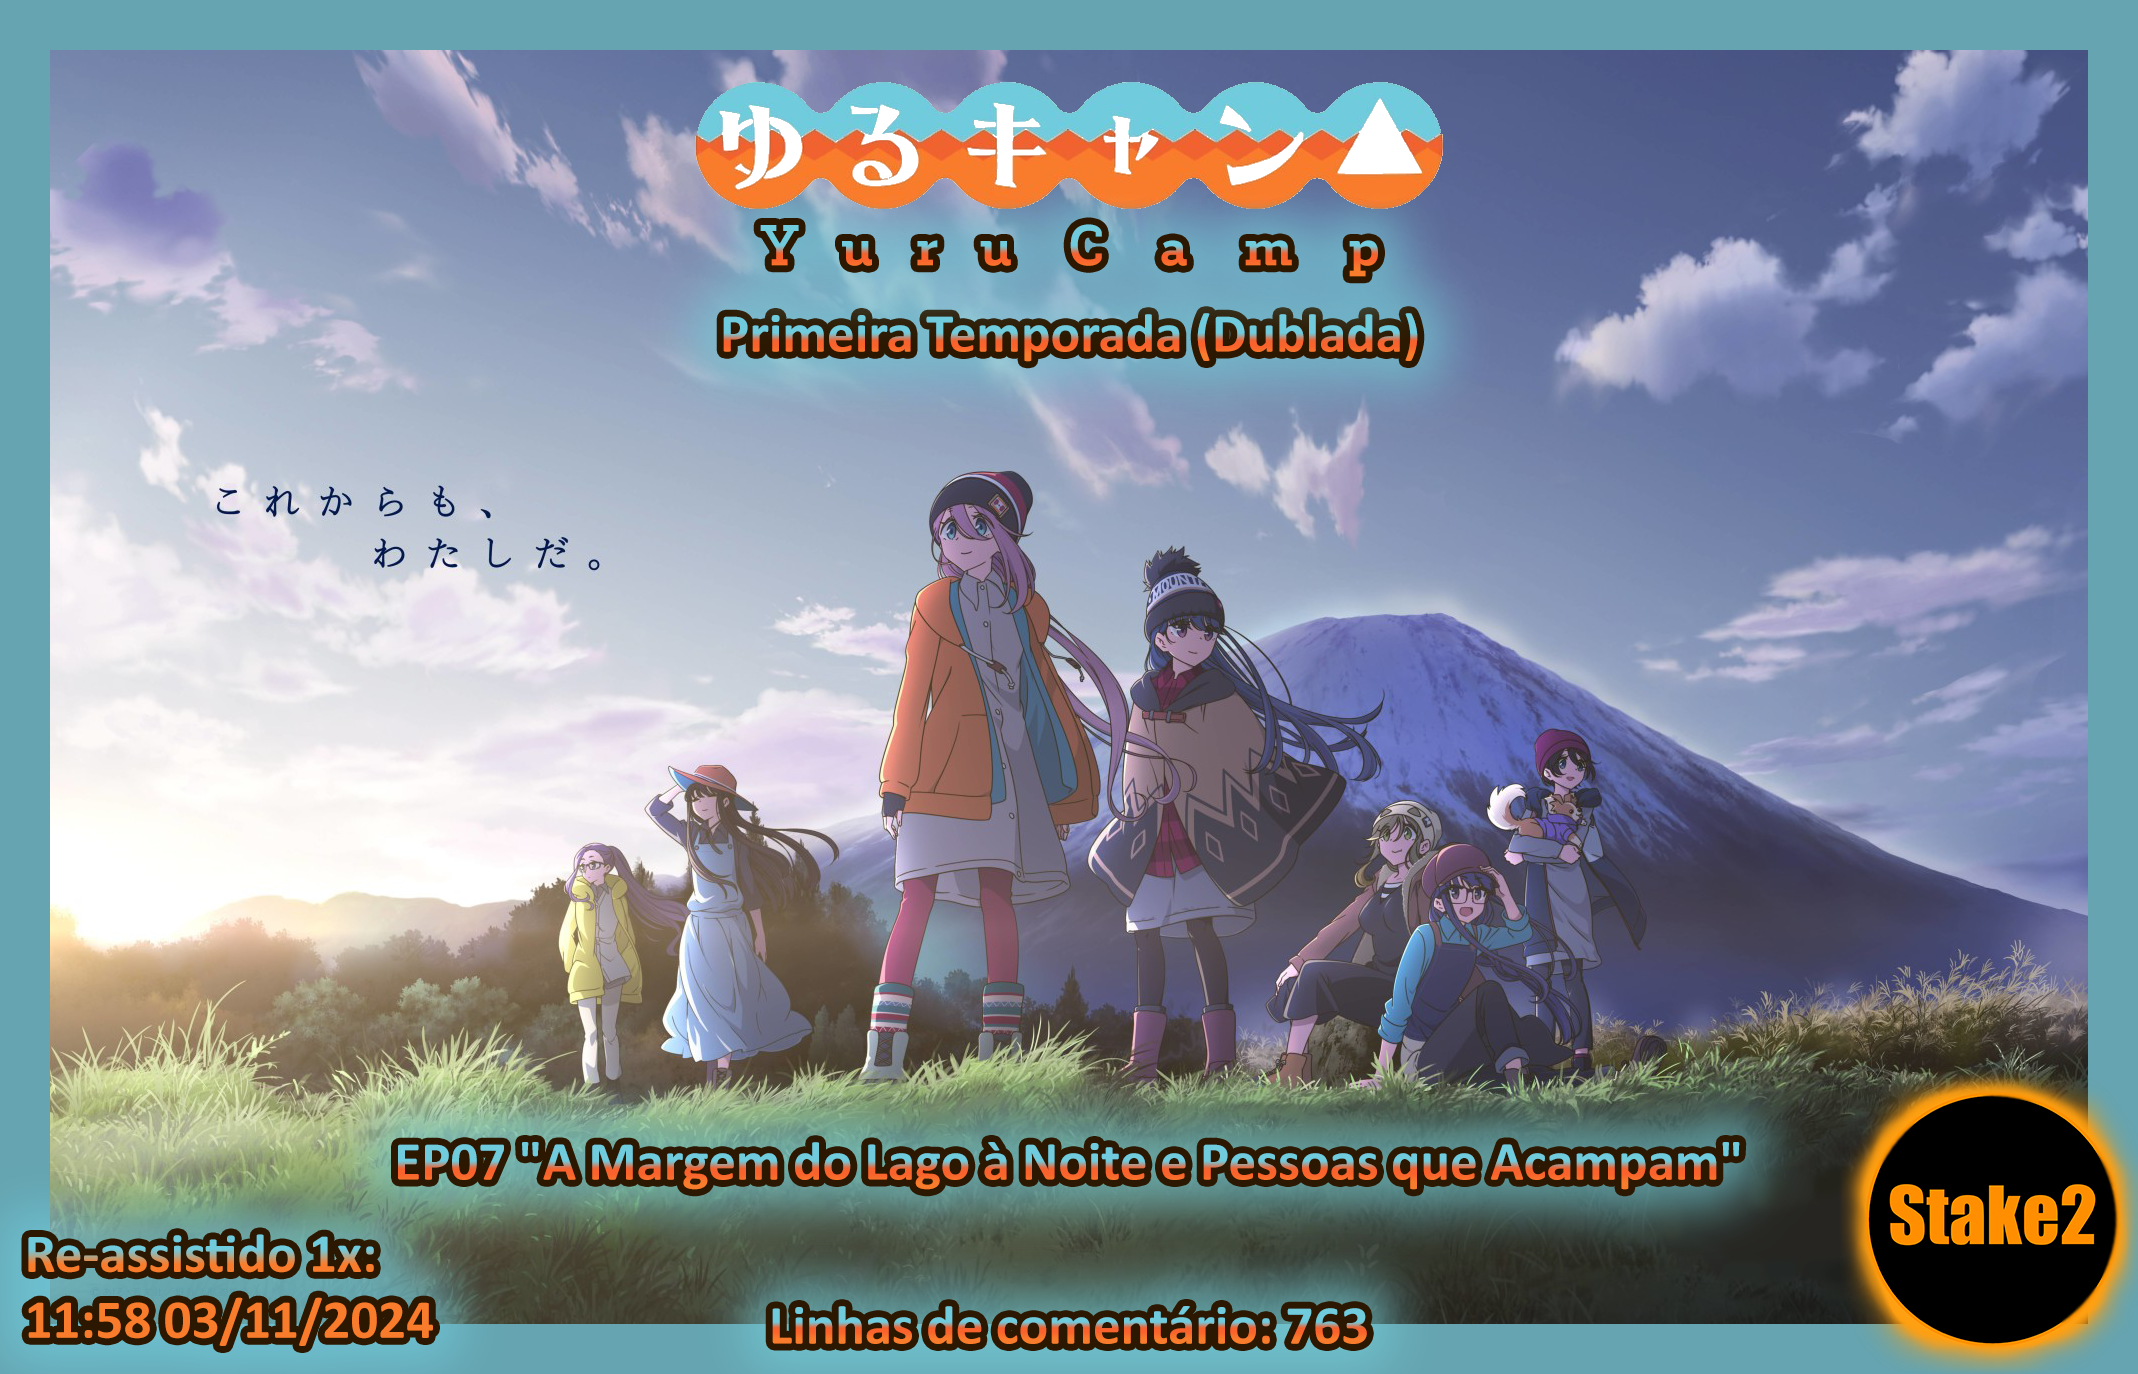 ゆるキャン▲
Yuru Camp
Primeira Temporada (Dublada)
これからも、
わたしだ。
MOUNT
EP07 "A Margem do Lago à Noite e Pessoas que Acampam"
Stake2
Re-assistido 1x:
11:58 03/11/2024
Linhas de comentário: 763